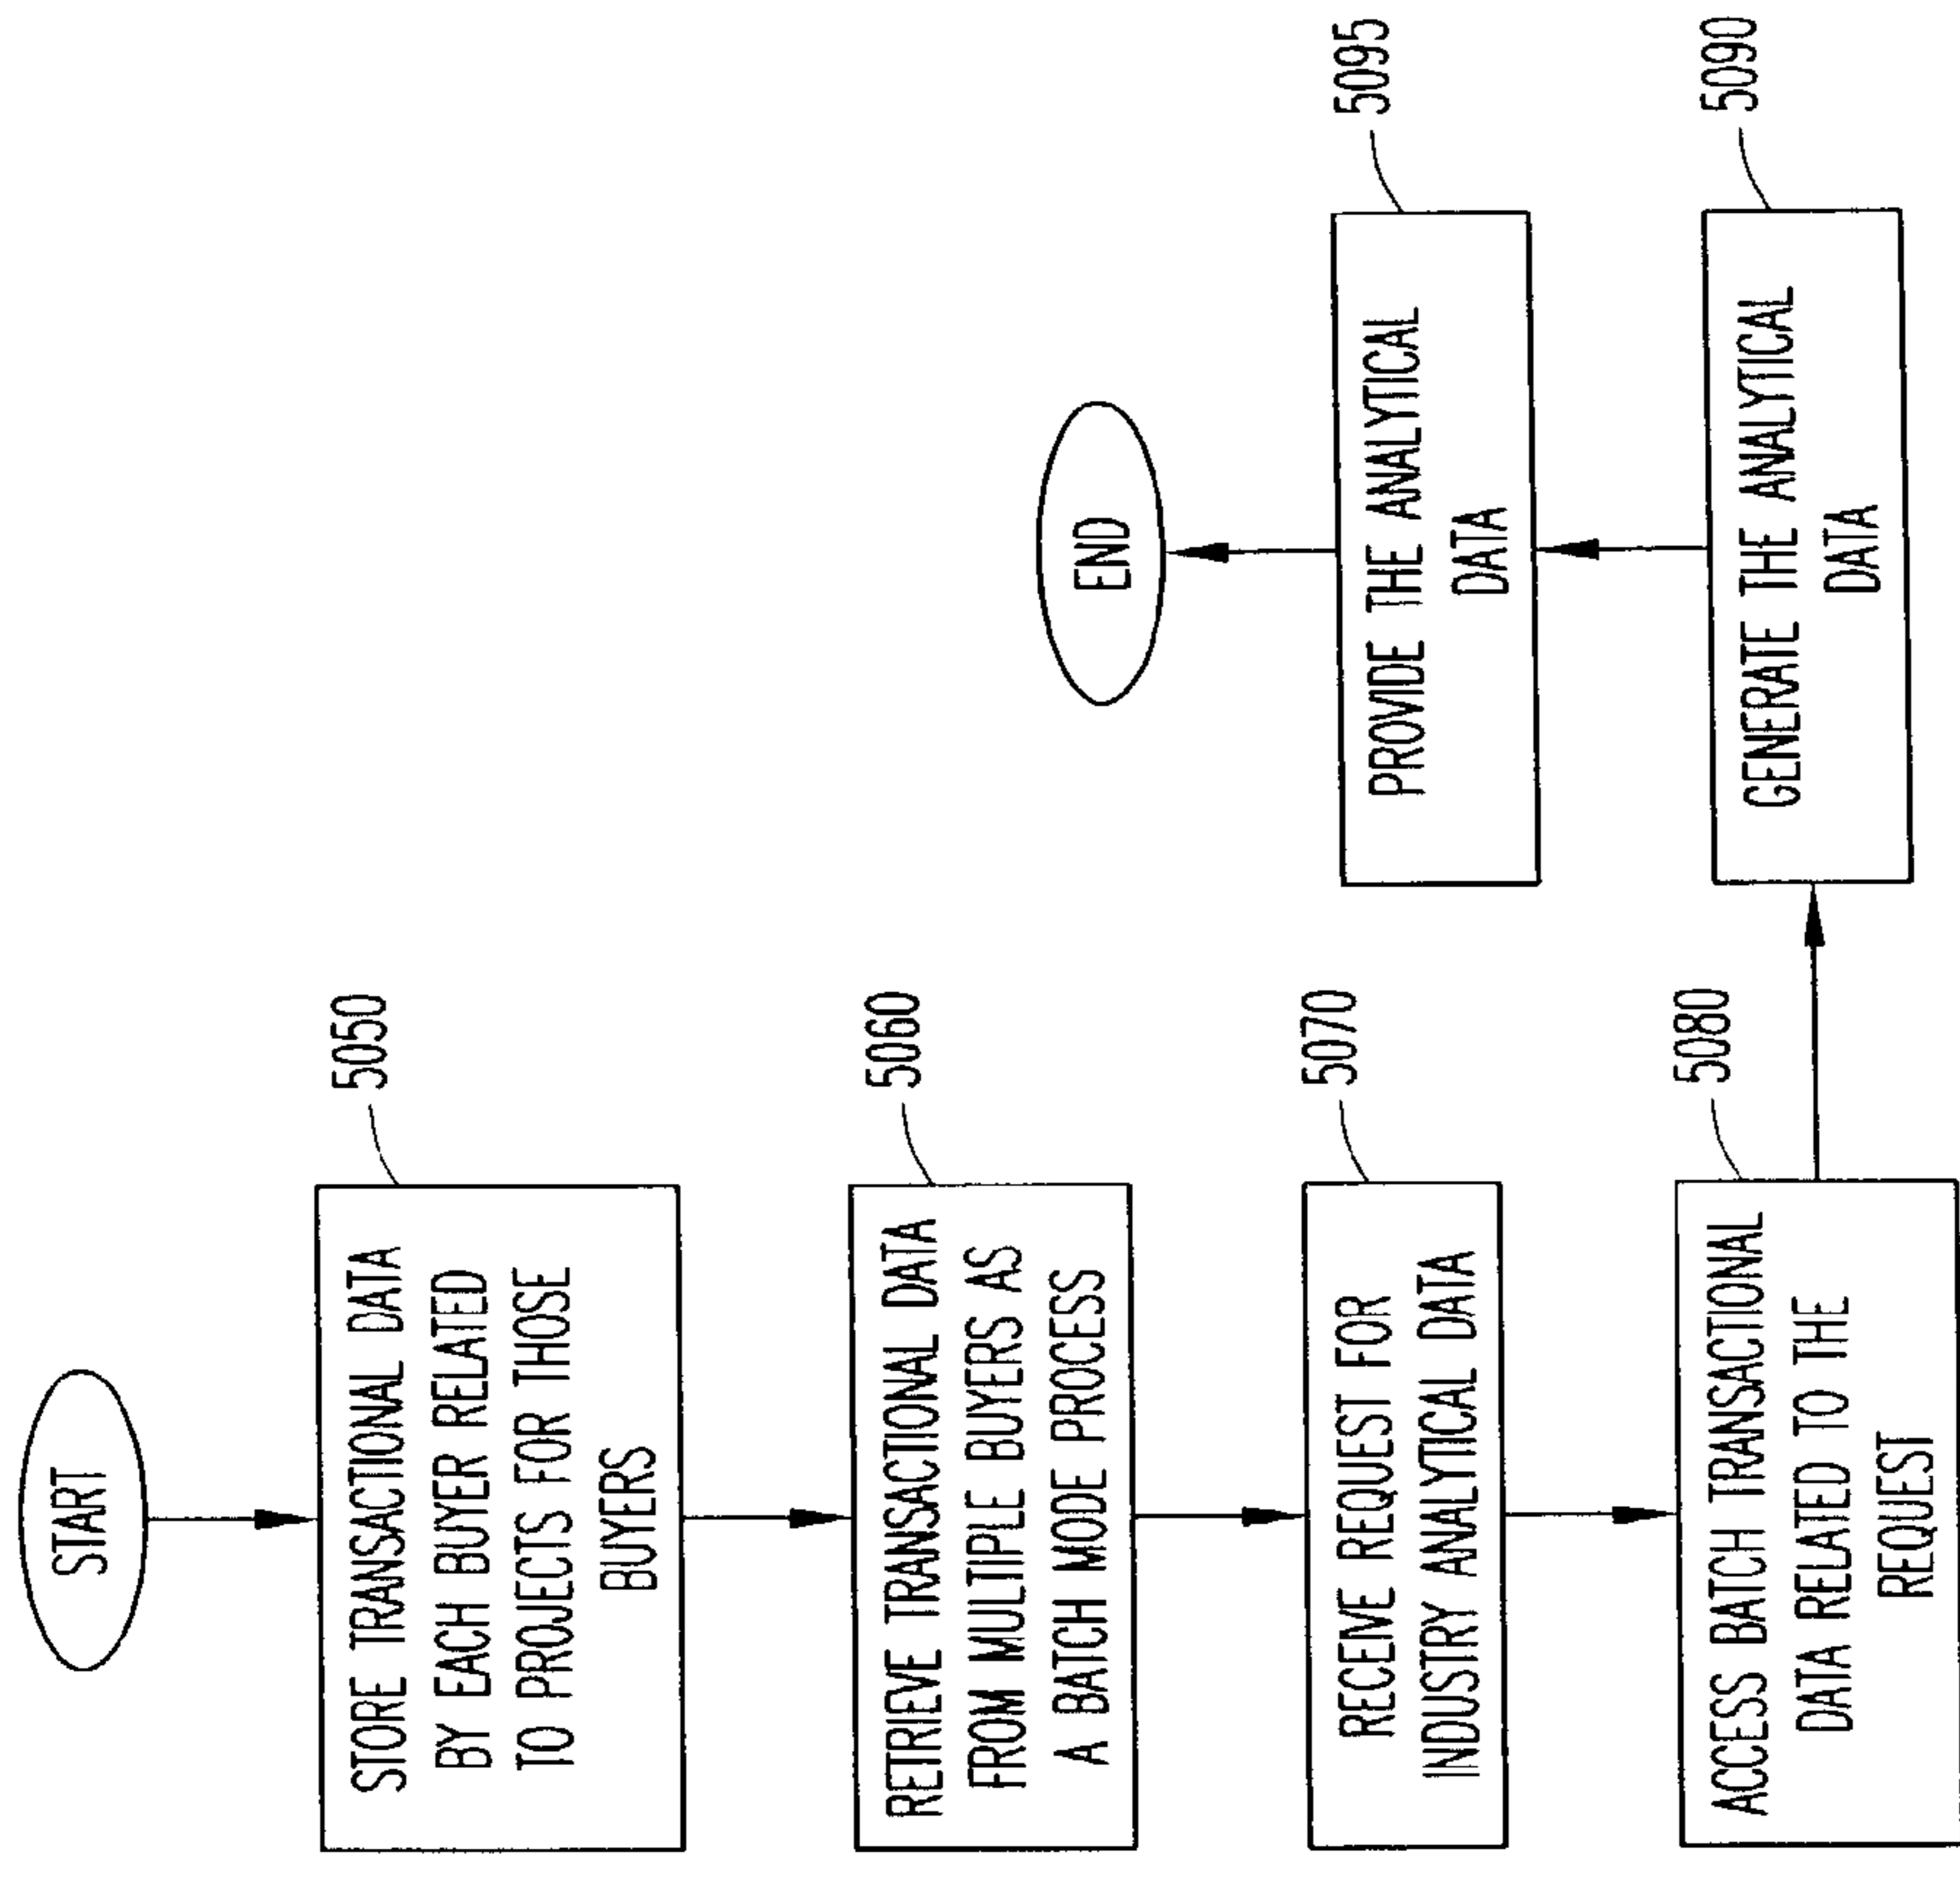 START
STORE TRANSACTIONAL DATA
BY EACH BUYER RELATED
TO PROJECTS FOR THOSE
BUYERS
5050
RETRIEVE TRANSACTIONAL DATA
FROM MULTIPLE BUYERS AS
A BATCH MODE PROCESS
5060
RECEIVE REQUEST FOR
INDUSTRY ANALYTICAL DATA
5070
ACCESS BATCH TRANSACTIONAL
DATA RELATED TO THE
REQUEST
5080
GENERATE THE ANALYTICAL
DATA
5090
PROVIDE THE ANALYTICAL
DATA
5095
END